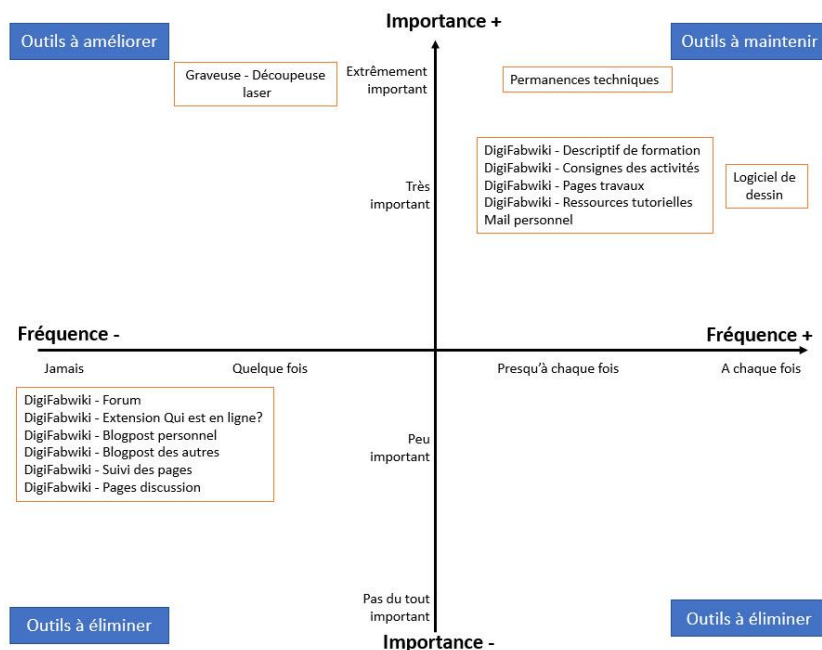 Importance +
Outils à améliorer
Outils à maintenir
Graveuse - Découpeuse
laser
Extrêmement
important
Permanences techniques
DigiFabwiki - Descriptif de formation
DigiFabwiki - Consignes des activités
DigiFabwiki - Pages travaux
DigiFabwiki - Ressources tutorielles
Mail personnel
Logiciel de
dessin
Très
important
Fréquence -
Fréquence +
Jamais
Quelque fois
Presqu'à chaque fois
A chaque fois
DigiFabwiki - Forum
DigiFabwiki - Extension Qui est en ligne?
DigiFabwiki - Blogpost personnel
DigiFabwiki - Blogpost des autres
DigiFabwiki - Suivi des pages
DigiFabwiki - Pages discussion
Peu
important
Pas du tout
important
Outils à éliminer
Outils à éliminer
Importance -